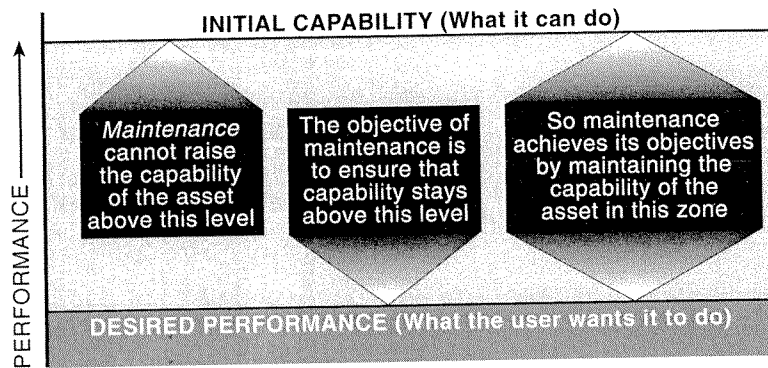 INITIAL CAPABILITY (What it can do)
Maintenance
cannot raise
the capability
of the asset
above this level
The objective of
maintenance is
to ensure that
capability stays
above this level
So maintenance
achieves its objectives
by maintaining the
capability of the
asset in this zone
DESIRED PERFORMANCE (What the user wants it to do)
PERFORMANCE